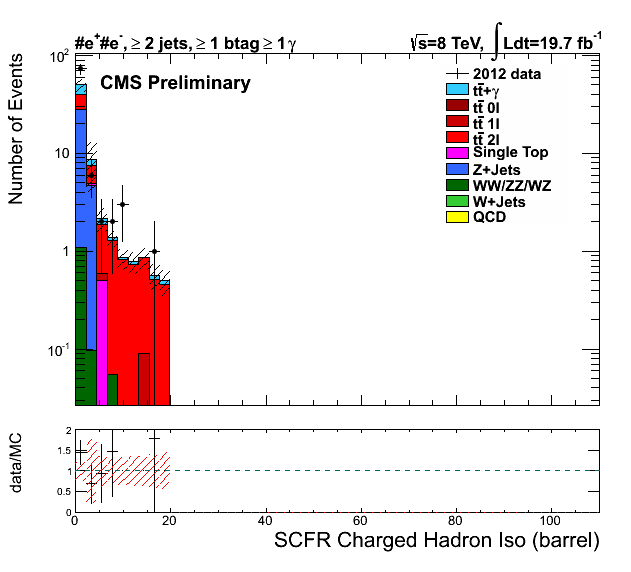 #e⁺#e⁻, ≥ 2 jets, ≥ 1 btag ≥ 1 γ
√s=8 TeV, ∫ Ldt=19.7 fb⁻¹
CMS Preliminary
Number of Events
10²
10
1
10⁻¹
2012 data
tt̄+γ
tt̄ 0l
tt̄ 1l
tt̄ 2l
Single Top
Z+Jets
WW/ZZ/WZ
W+Jets
QCD
data/MC
2
1.5
1
0.5
0
0 20 40 60 80 100
SCFR Charged Hadron Iso (barrel)